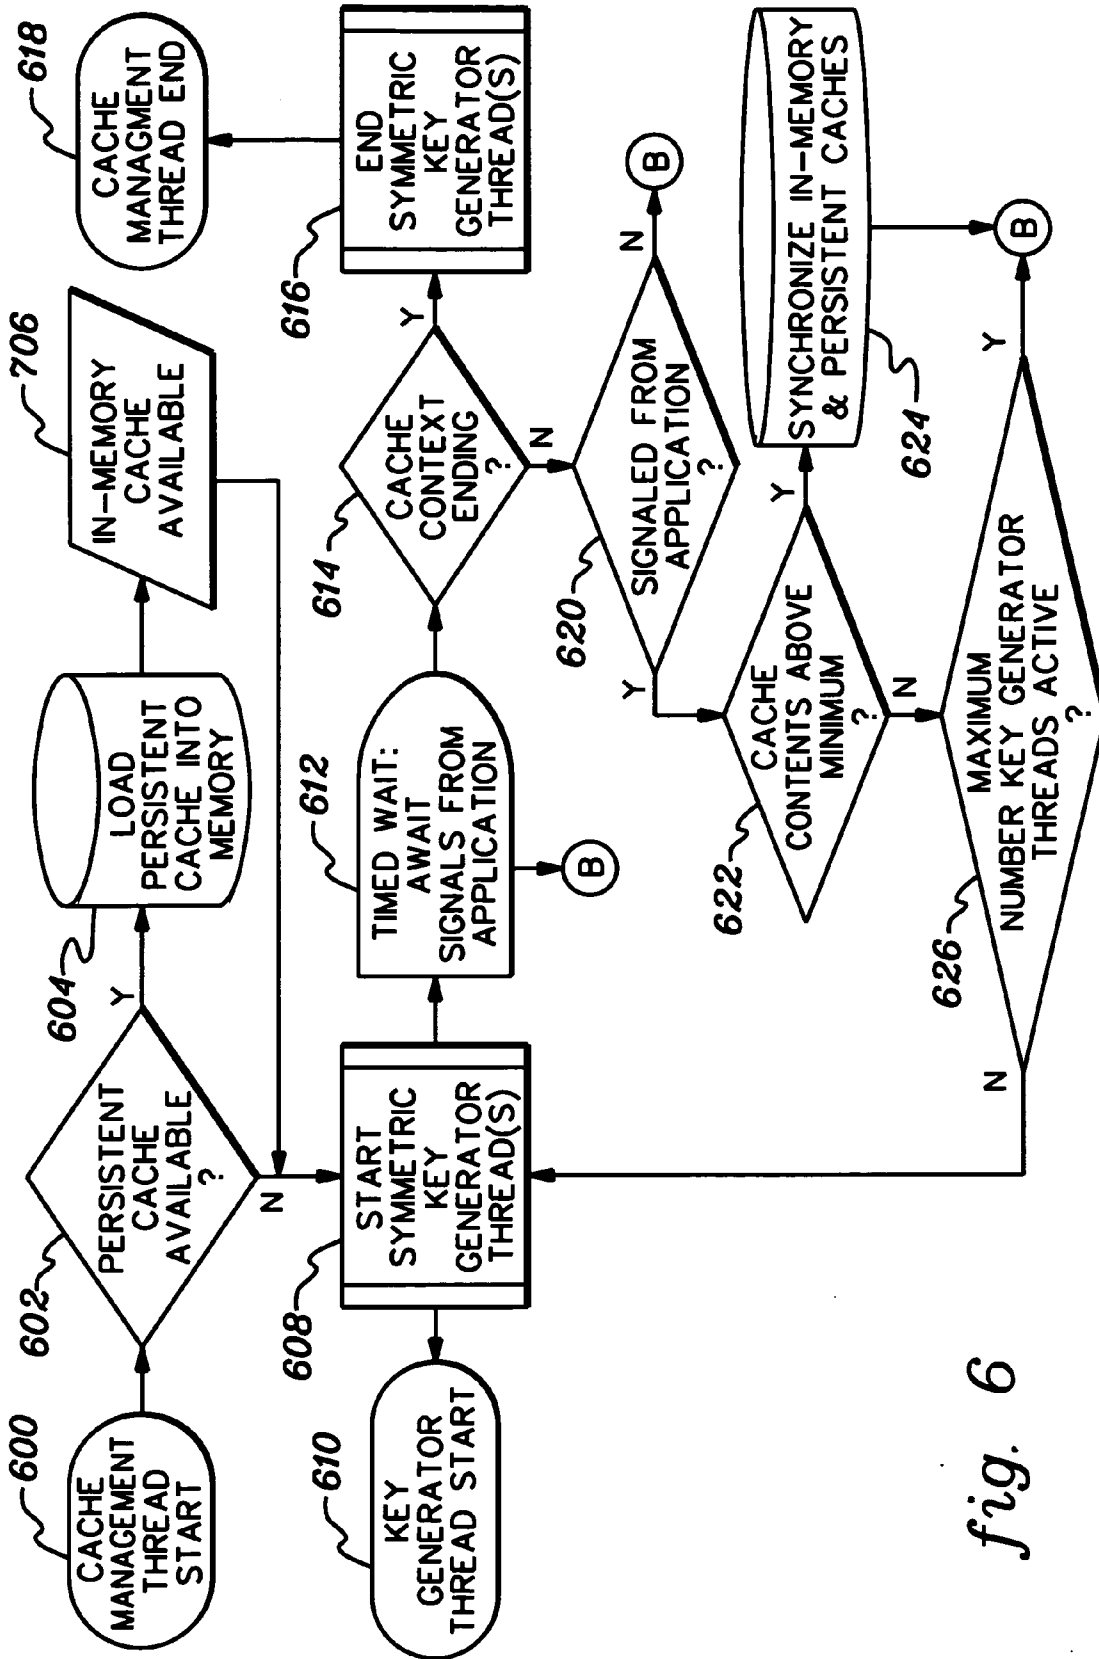 600
CACHE
MANAGEMENT
THREAD
START
602
PERSISTENT
CACHE
AVAILABLE
?
Y
N
604
LOAD
PERSISTENT
CACHE INTO
MEMORY
706
IN-MEMORY
CACHE
AVAILABLE
618
CACHE
MANAGMENT
THREAD END
610
KEY
GENERATOR
THREAD START
608
START
SYMMETRIC
KEY
GENERATOR
THREAD(S)
612
TIMED WAIT:
AWAIT
SIGNALS FROM
APPLICATION
B
614
CACHE
CONTEXT
ENDING
?
Y
N
616
END
SYMMETRIC
KEY
GENERATOR
THREAD(S)
620
SIGNALED FROM
APPLICATION
?
Y
N
B
622
CACHE
CONTENTS ABOVE
MINIMUM
?
Y
N
624
SYNCHRONIZE IN-MEMORY
& PERSISTENT CACHES
626
MAXIMUM
NUMBER KEY GENERATOR
THREADS ACTIVE
?
N
Y
B
fig. 6